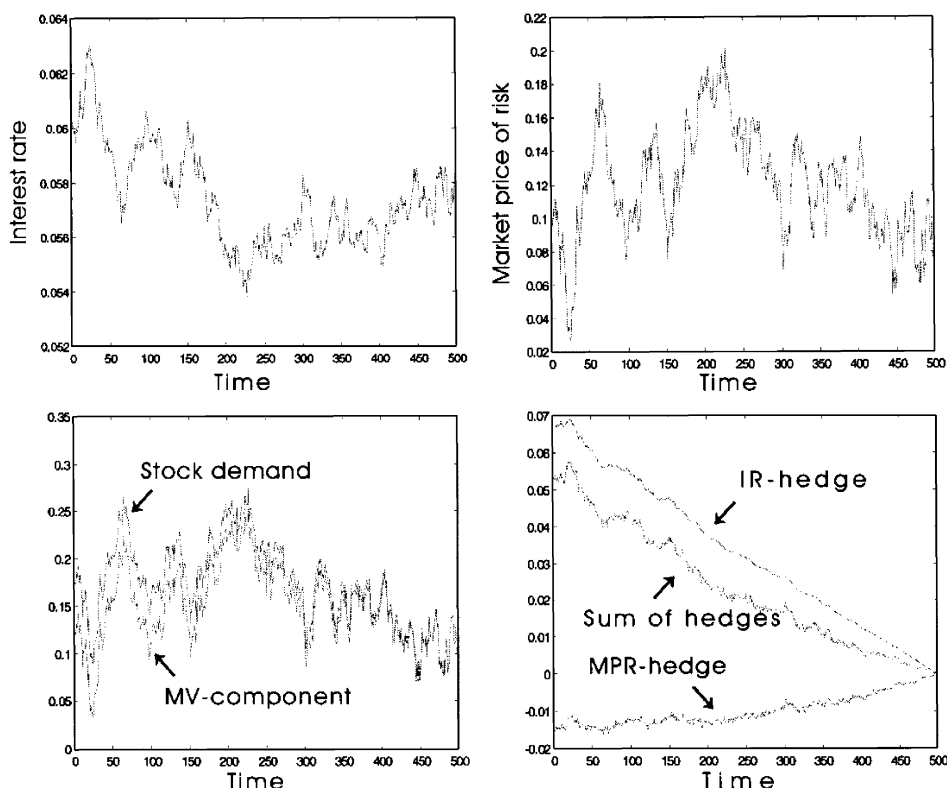 0.064
0.062
0.06
0.058
0.056
0.054
0.052
Interest rate
0 50 100 150 200 250 300 350 400 450 500
Time
0.2
0.18
0.16
0.14
0.12
0.1
0.08
0.06
0.04
0.02
Market price of risk
0 50 100 150 200 250 300 350 400 450 500
Time
0.35
0.3
0.25
0.2
0.15
0.1
0.05
0
Stock demand
MV-component
0 50 100 150 200 250 300 350 400 450 500
Time
0.07
0.06
0.05
0.04
0.03
0.02
0.01
0
-0.01
-0.02
IR-hedge
Sum of hedges
MPR-hedge
0 50 100 150 200 250 300 350 400 450 500
Time